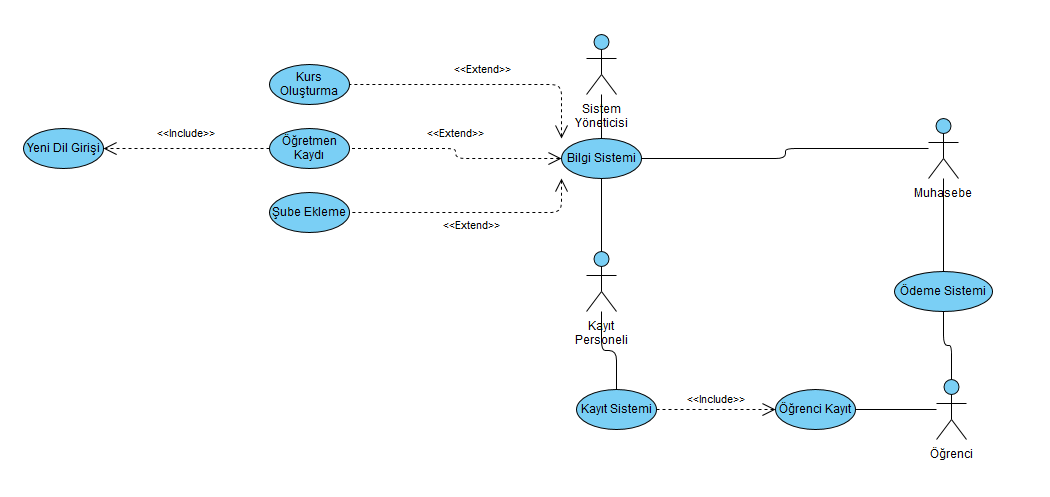 <<Extend>>
Kurs
Oluşturma
Sistem
Yöneticisi
<<Include>>
<<Extend>>
Yeni Dil Girişi
Öğretmen
Kaydı
Bilgi Sistemi
Muhasebe
Şube Ekleme
<<Extend>>
Ödeme Sistemi
Kayıt
Personeli
<<Include>>
Kayıt Sistemi
Öğrenci Kayıt
Öğrenci